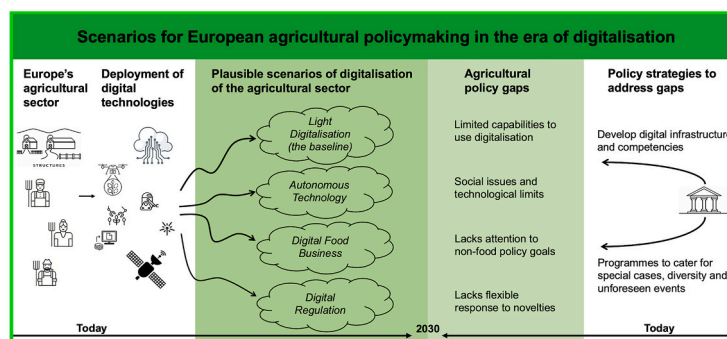 Scenarios for European agricultural policymaking in the era of digitalisation
Europe's
agricultural
sector
Deployment of
digital
technologies
Plausible scenarios of digitalisation
of the agricultural sector
Agricultural
policy gaps
Policy strategies to
address gaps
STRUCTURES
Light
Digitalisation
(the baseline)
Autonomous
Technology
Digital Food
Business
Digital
Regulation
Limited capabilities to
use digitalisation
Social issues and
technological limits
Lacks attention to
non-food policy goals
Lacks flexible
response to novelties
Develop digital infrastructure
and competencies
Programmes to cater for
special cases, diversity and
unforeseen events
Today
2030
Today